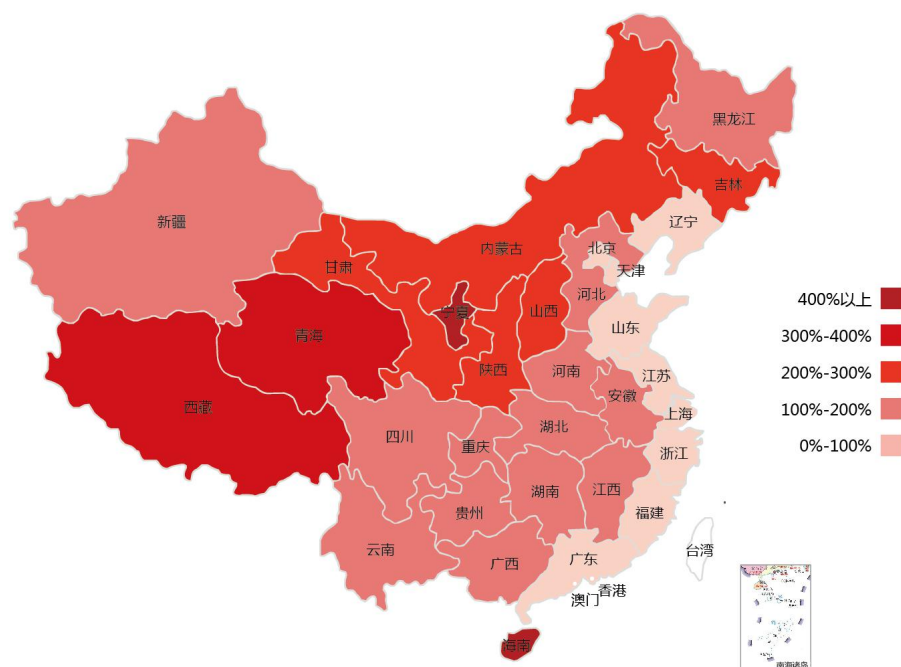 黑龙江
吉林
辽宁
新疆
内蒙古
北京
甘肃
天津
河北
宁夏
山西
山东
青海
陕西
河南
江苏
西藏
安徽
上海
四川
重庆
湖北
浙江
湖南
江西
贵州
福建
云南
广西
广东
台湾
香港
澳门
海南
400%以上
300%-400%
200%-300%
100%-200%
0%-100%
南海诸岛